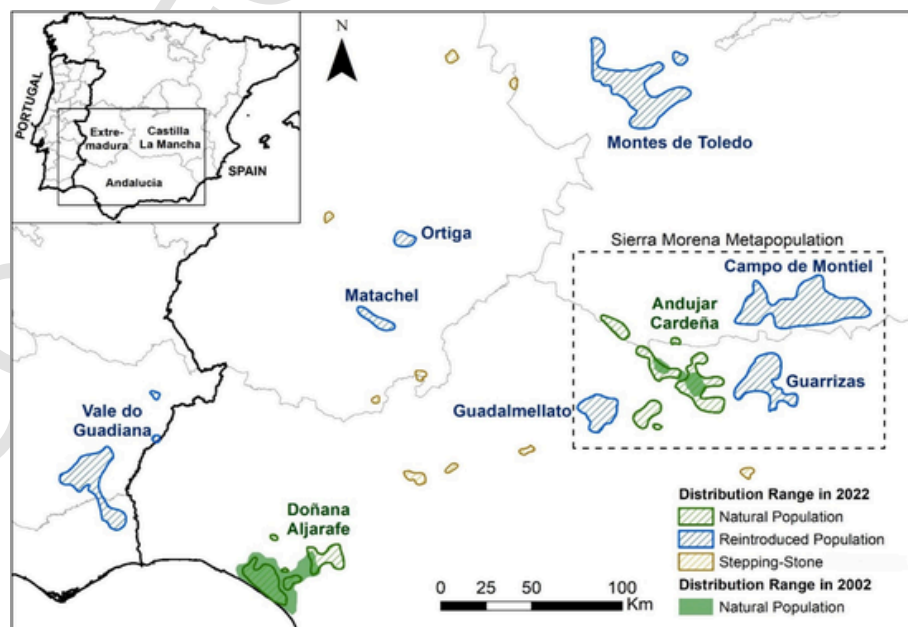 PORTUGAL
Extre-
madura
Castilla
La Mancha
SPAIN
Andalucia
N
Montes de Toledo
Ortiga
Sierra Morena Metapopulation
Campo de Montiel
Matachel
Andujar
Cardeña
Guarrizas
Guadalmellato
Vale do
Guadiana
Doñana
Aljarafe
Distribution Range in 2022
Natural Population
Reintroduced Population
Stepping-Stone
Distribution Range in 2002
Natural Population
0 25 50 100
Km